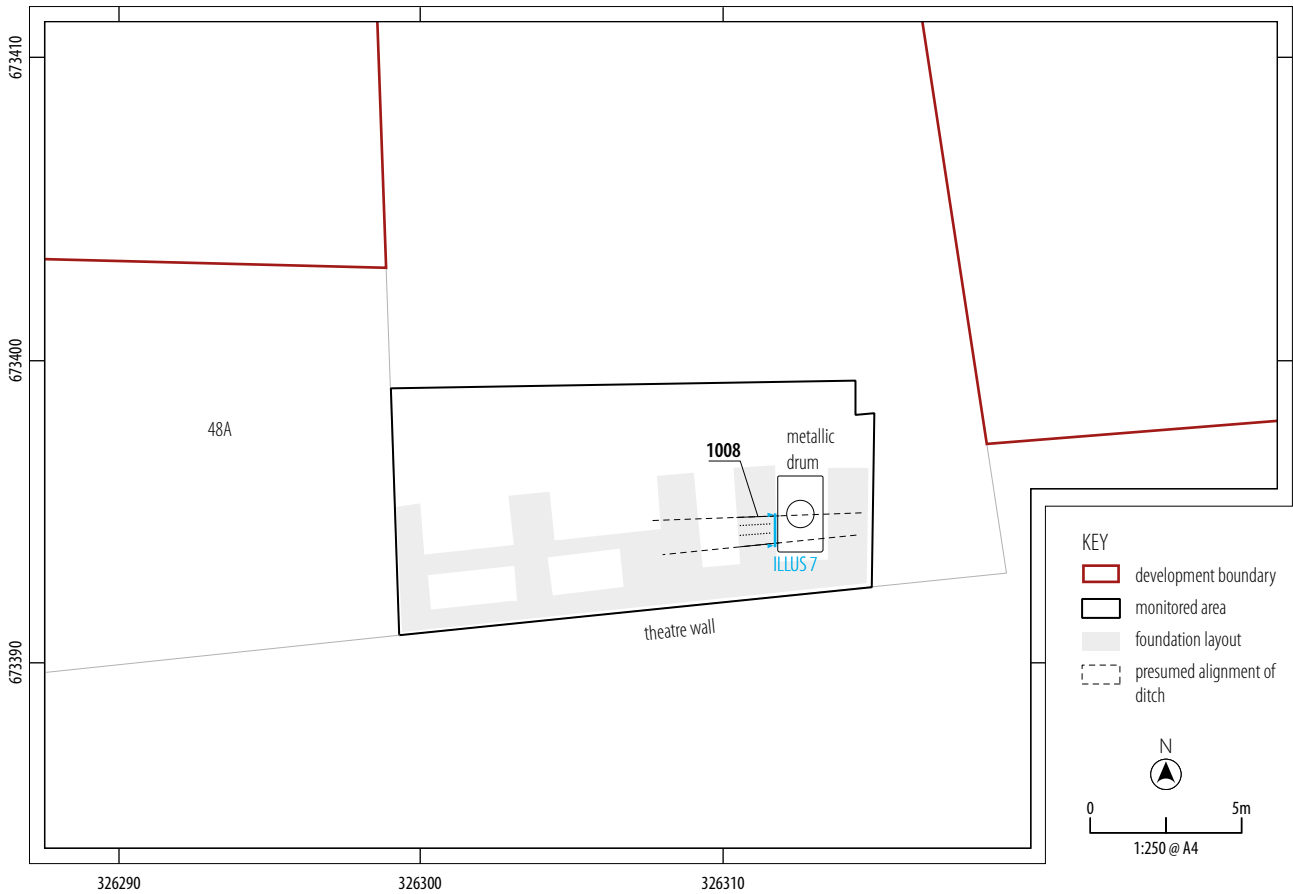 673410
673400
673390
48A
1008
metallic
drum
ILLUS 7
theatre wall
KEY
development boundary
monitored area
foundation layout
presumed alignment of
ditch
N
0 5m
1:250 @ A4
326290 326300 326310